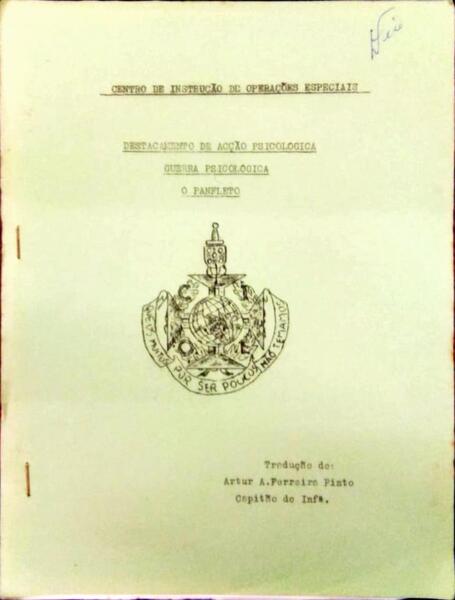 CENTRO DE INSTRUÇÃO DE OPERAÇÕES ESPECIAIS
DESTACAMENTO DE ACÇÃO PSICOLOGICA
GUERRA PSICOLOGICA
O PANFLETO
C I
O E
QUE OS MUITOS POR SER POUCOS NÃO TEMAMOS
Tradução de:
Artur A.Ferreira Pinto
Capitão de Infª.